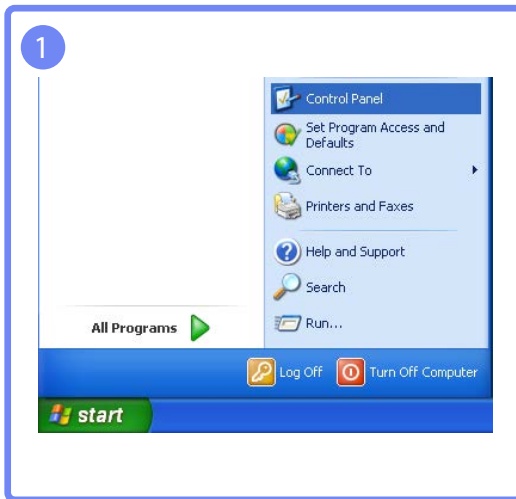 1
Control Panel
Set Program Access and
Defaults
Connect To
Printers and Faxes
Help and Support
Search
Run...
All Programs
Log Off
Turn Off Computer
start